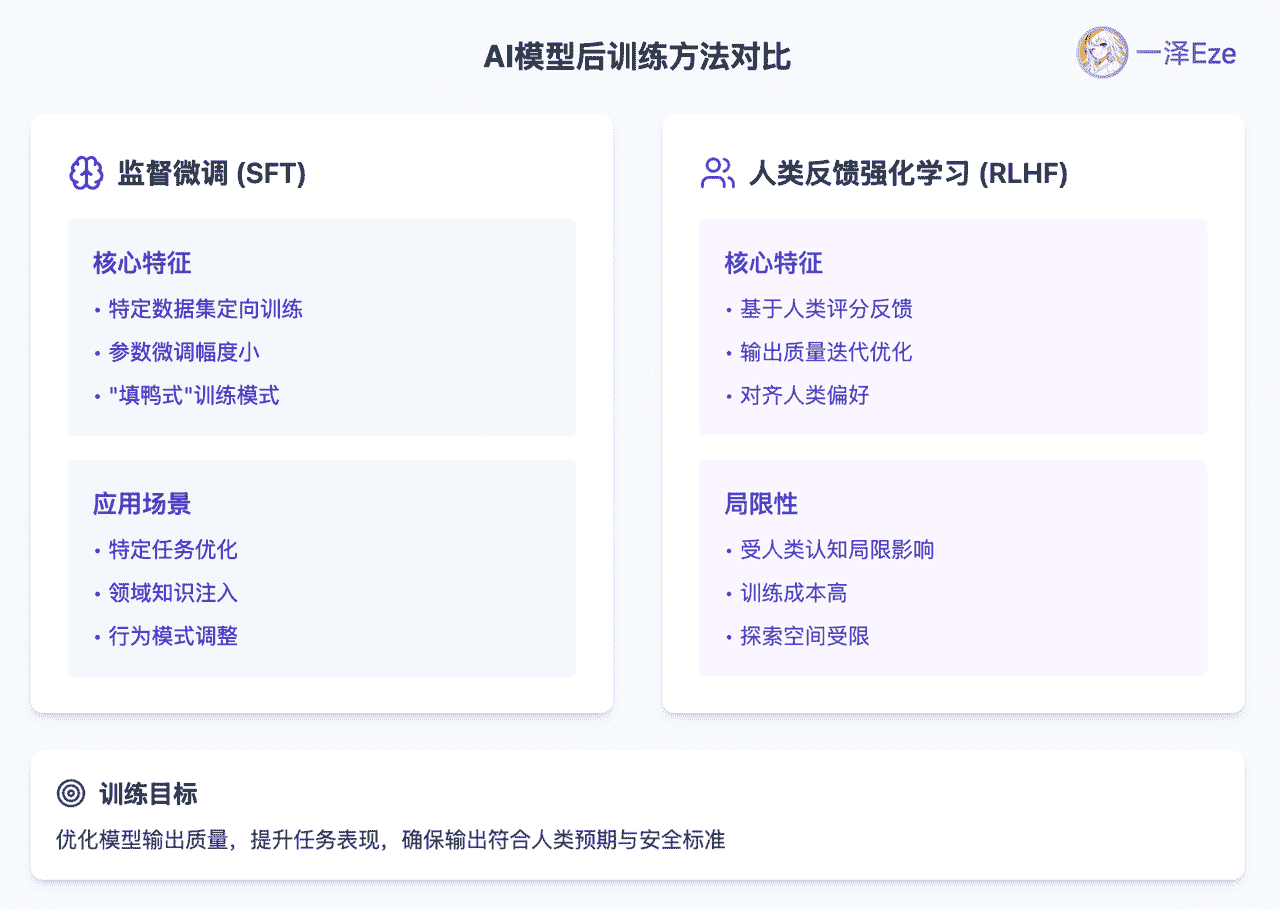 AI模型后训练方法对比
一泽Eze
监督微调 (SFT)
核心特征
• 特定数据集定向训练
• 参数微调幅度小
• "填鸭式"训练模式
应用场景
• 特定任务优化
• 领域知识注入
• 行为模式调整
人类反馈强化学习 (RLHF)
核心特征
• 基于人类评分反馈
• 输出质量迭代优化
• 对齐人类偏好
局限性
• 受人类认知局限影响
• 训练成本高
• 探索空间受限
训练目标
优化模型输出质量，提升任务表现，确保输出符合人类预期与安全标准